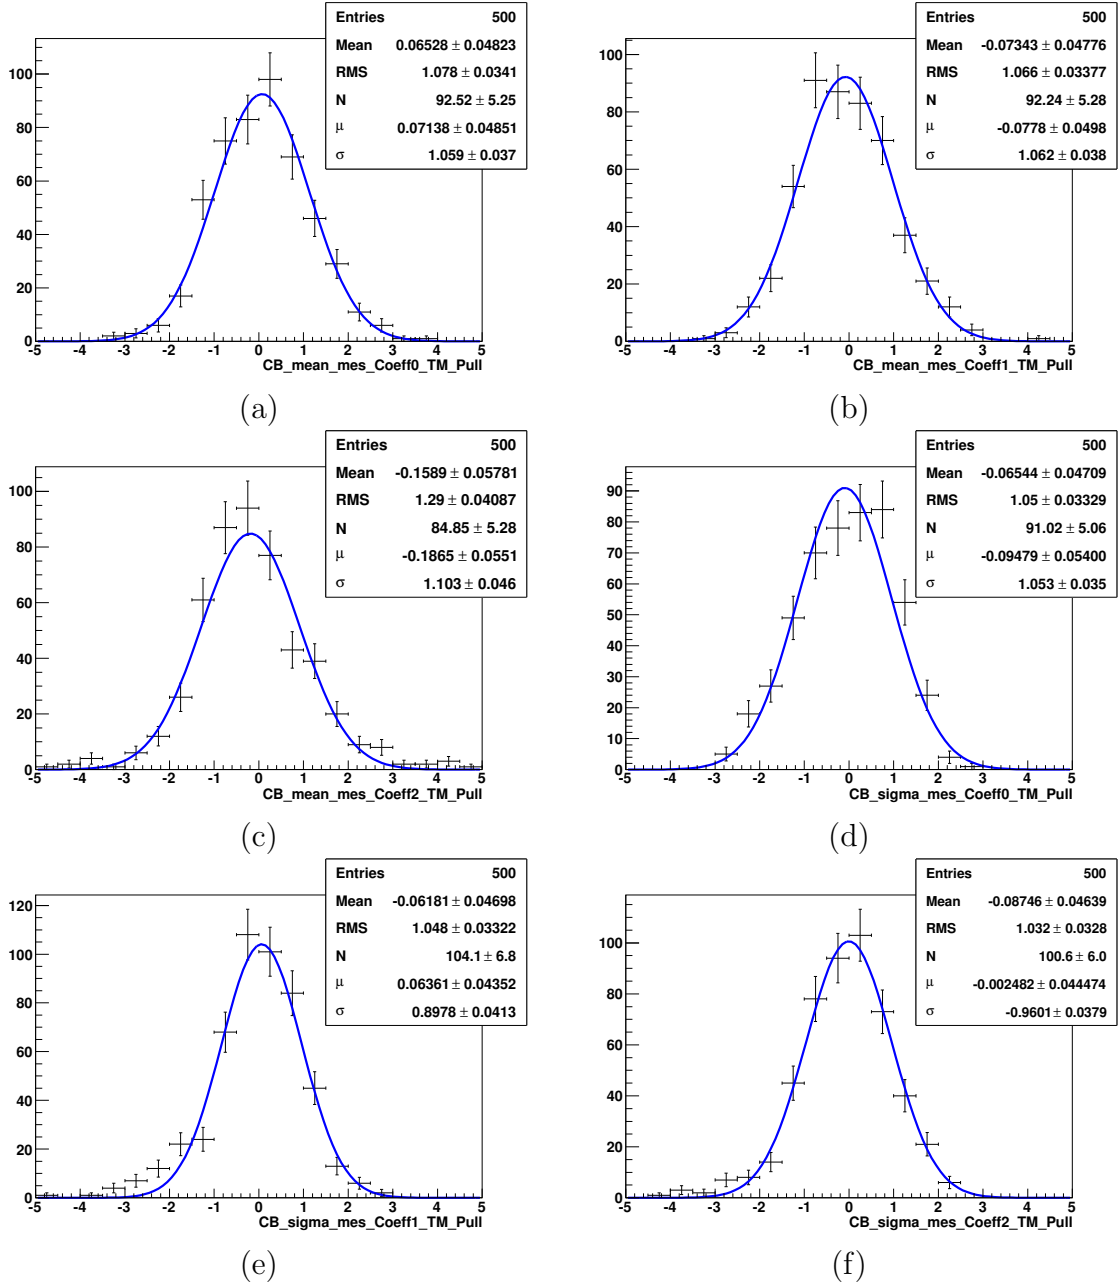 Entries 500
Mean 0.06528 ± 0.04823
RMS 1.078 ± 0.0341
N 92.52 ± 5.25
μ 0.07138 ± 0.04851
σ 1.059 ± 0.037
100
80
60
40
20
0
-5 -4 -3 -2 -1 0 1 2 3 4 5
CB_mean_mes_Coeff0_TM_Pull
(a)
Entries 500
Mean -0.07343 ± 0.04776
RMS 1.066 ± 0.03377
N 92.24 ± 5.28
μ -0.0778 ± 0.0498
σ 1.062 ± 0.038
100
80
60
40
20
0
-5 -4 -3 -2 -1 0 1 2 3 4 5
CB_mean_mes_Coeff1_TM_Pull
(b)
Entries 500
Mean -0.1589 ± 0.05781
RMS 1.29 ± 0.04087
N 84.85 ± 5.28
μ -0.1865 ± 0.0551
σ 1.103 ± 0.046
100
80
60
40
20
0
-5 -4 -3 -2 -1 0 1 2 3 4 5
CB_mean_mes_Coeff2_TM_Pull
(c)
Entries 500
Mean -0.06544 ± 0.04709
RMS 1.05 ± 0.03329
N 91.02 ± 5.06
μ -0.09479 ± 0.05400
σ 1.053 ± 0.035
90
80
70
60
50
40
30
20
10
0
-5 -4 -3 -2 -1 0 1 2 3 4 5
CB_sigma_mes_Coeff0_TM_Pull
(d)
Entries 500
Mean -0.06181 ± 0.04698
RMS 1.048 ± 0.03322
N 104.1 ± 6.8
μ 0.06361 ± 0.04352
σ 0.8978 ± 0.0413
120
100
80
60
40
20
0
-5 -4 -3 -2 -1 0 1 2 3 4 5
CB_sigma_mes_Coeff1_TM_Pull
(e)
Entries 500
Mean -0.08746 ± 0.04639
RMS 1.032 ± 0.0328
N 100.6 ± 6.0
μ -0.002482 ± 0.044474
σ -0.9601 ± 0.0379
100
80
60
40
20
0
-5 -4 -3 -2 -1 0 1 2 3 4 5
CB_sigma_mes_Coeff2_TM_Pull
(f)